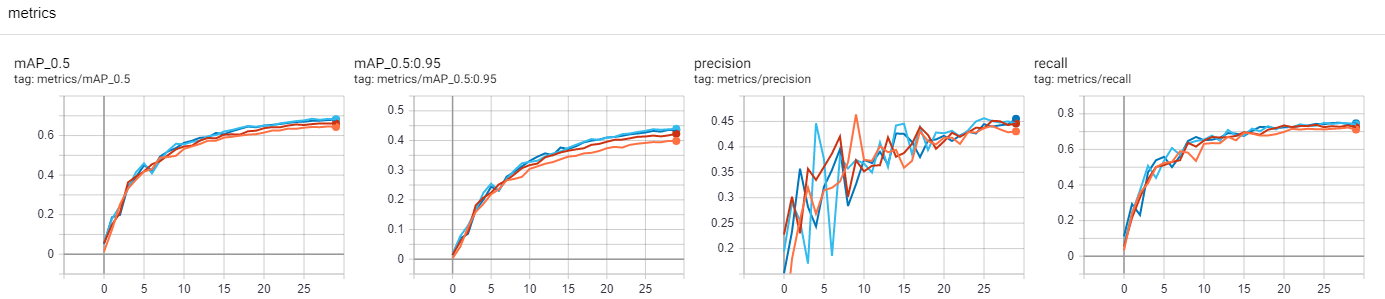 metrics
mAP_0.5
tag: metrics/mAP_0.5
0.6
0.4
0.2
0
0 5 10 15 20 25
mAP_0.5:0.95
tag: metrics/mAP_0.5:0.95
0.5
0.4
0.3
0.2
0.1
0
0 5 10 15 20 25
precision
tag: metrics/precision
0.45
0.4
0.35
0.3
0.25
0.2
0 5 10 15 20 25
recall
tag: metrics/recall
0.8
0.6
0.4
0.2
0
0 5 10 15 20 25